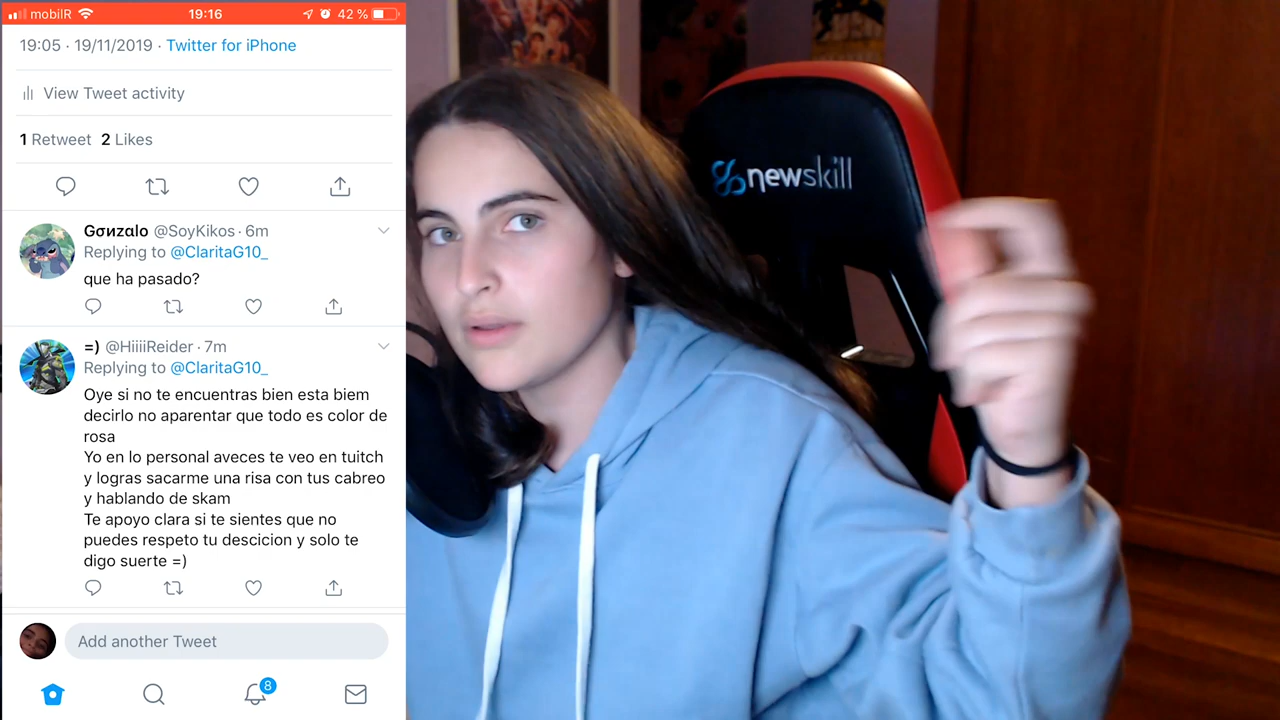 mobilR 19:16 42 %
19:05 · 19/11/2019 · Twitter for iPhone
View Tweet activity
1 Retweet 2 Likes
Gσиzαlo @SoyKikos · 6m
Replying to @ClaritaG10_
que ha pasado?
=) @HiiiiReider · 7m
Replying to @ClaritaG10_
Oye si no te encuentras bien esta biem
decirlo no aparentar que todo es color de
rosa
Yo en lo personal aveces te veo en tuitch
y logras sacarme una risa con tus cabreo
y hablando de skam
Te apoyo clara si te sientes que no
puedes respeto tu descicion y solo te
digo suerte =)
Add another Tweet
8
newskill